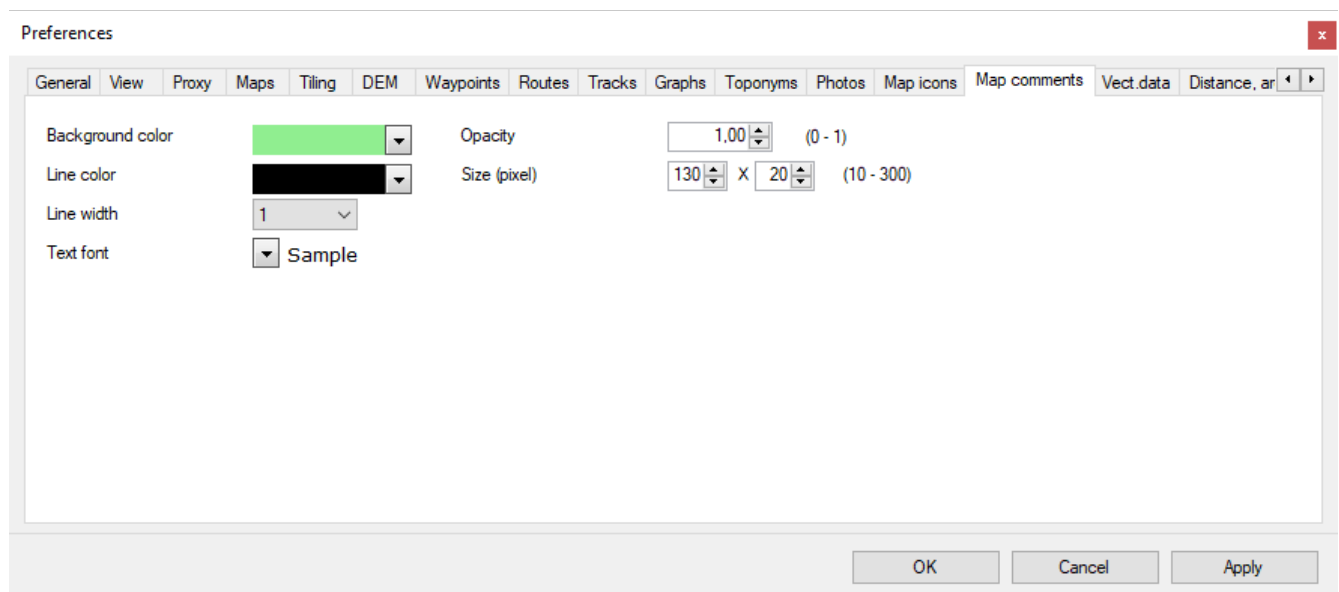 Preferences
x
General View Proxy Maps Tiling DEM Waypoints Routes Tracks Graphs Toponyms Photos Map icons Map comments Vect.data Distance, ar
Background color Opacity 1,00 (0 - 1)
Line color Size (pixel) 130 X 20 (10 - 300)
Line width 1
Text font Sample
OK Cancel Apply